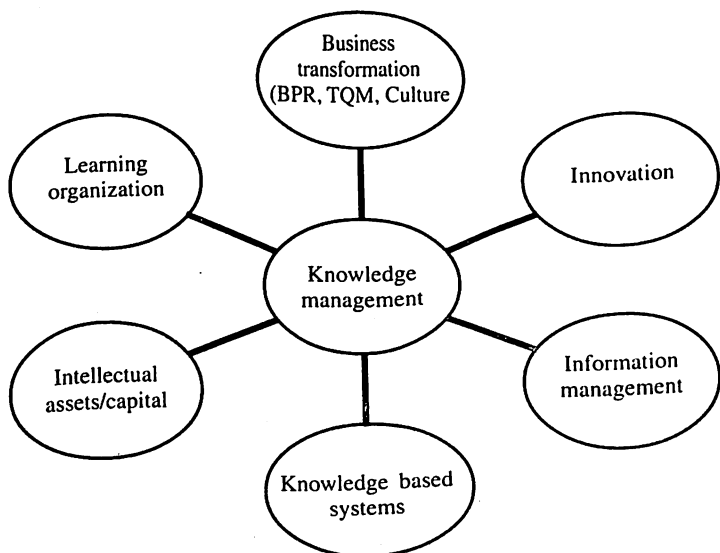 Business
transformation
(BPR, TQM, Culture
Learning
organization
Innovation
Knowledge
management
Intellectual
assets/capital
Information
management
Knowledge based
systems